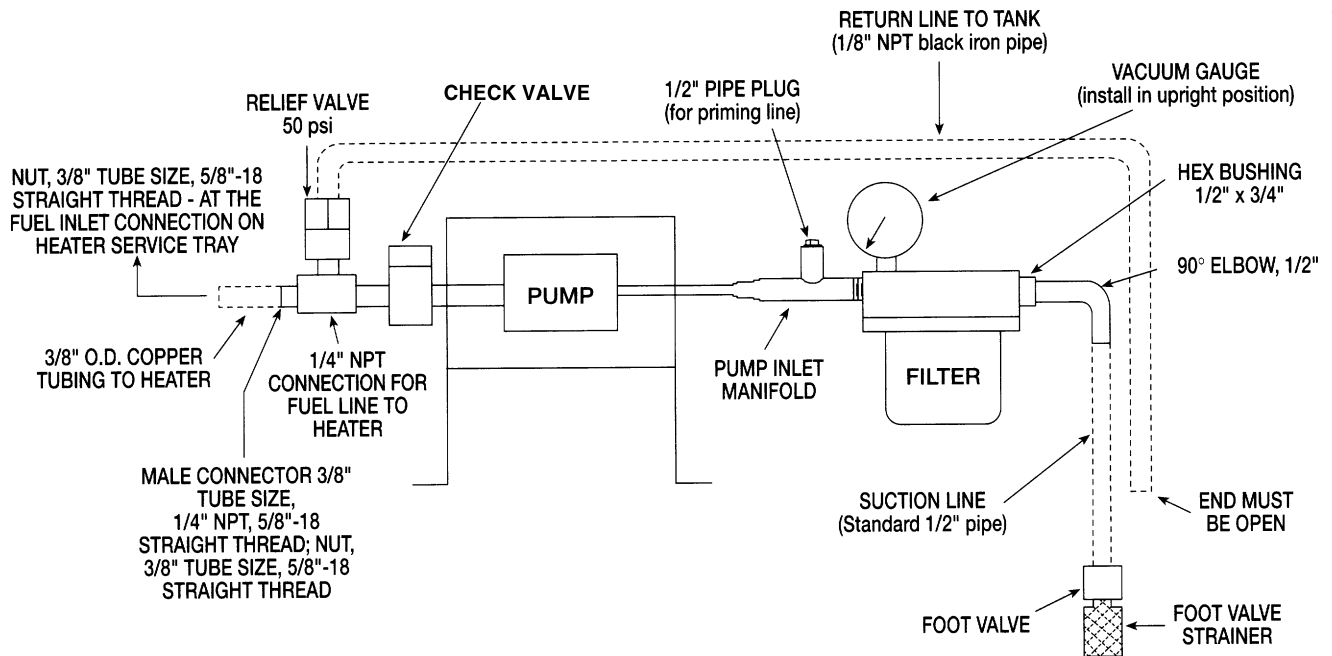 RETURN LINE TO TANK
(1/8" NPT black iron pipe)
VACUUM GAUGE
(install in upright position)
1/2" PIPE PLUG
(for priming line)
CHECK VALVE
RELIEF VALVE
50 psi
HEX BUSHING
1/2" x 3/4"
NUT, 3/8" TUBE SIZE, 5/8"-18
STRAIGHT THREAD - AT THE
FUEL INLET CONNECTION ON
HEATER SERVICE TRAY
90° ELBOW, 1/2"
PUMP
3/8" O.D. COPPER
TUBING TO HEATER
1/4" NPT
CONNECTION FOR
FUEL LINE TO
HEATER
PUMP INLET
MANIFOLD
FILTER
MALE CONNECTOR 3/8"
TUBE SIZE,
1/4" NPT, 5/8"-18
STRAIGHT THREAD; NUT,
3/8" TUBE SIZE, 5/8"-18
STRAIGHT THREAD
SUCTION LINE
(Standard 1/2" pipe)
END MUST
BE OPEN
FOOT VALVE
FOOT VALVE
STRAINER